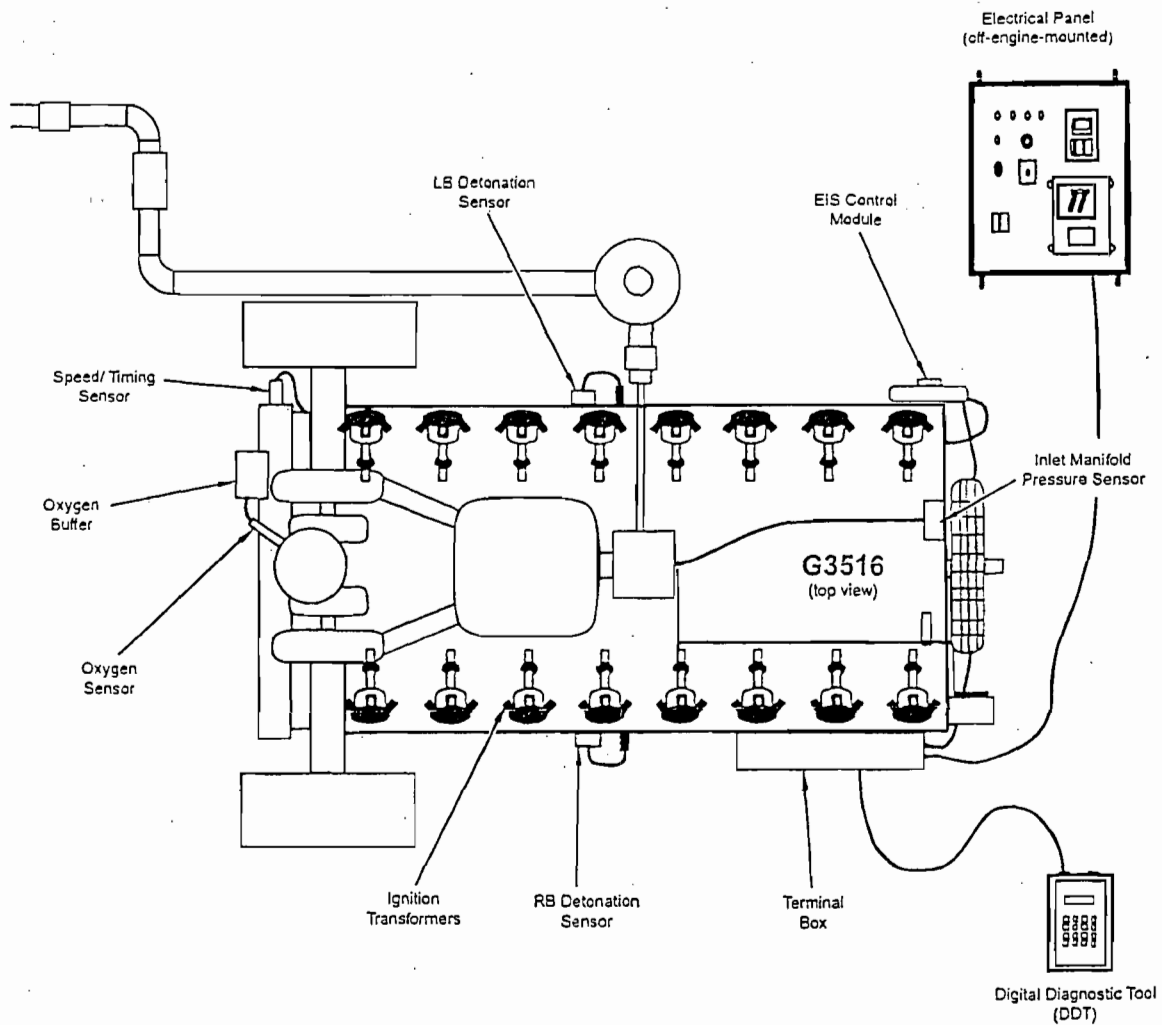 Electrical Panel
(off-engine-mounted)
LB Detonation
Sensor
EIS Control
Module
Speed/Timing
Sensor
Inlet Manifold
Pressure Sensor
Oxygen
Buffer
G3516
(top view)
Oxygen
Sensor
Ignition
Transformers
RB Detonation
Sensor
Terminal
Box
Digital Diagnostic Tool
(DDT)